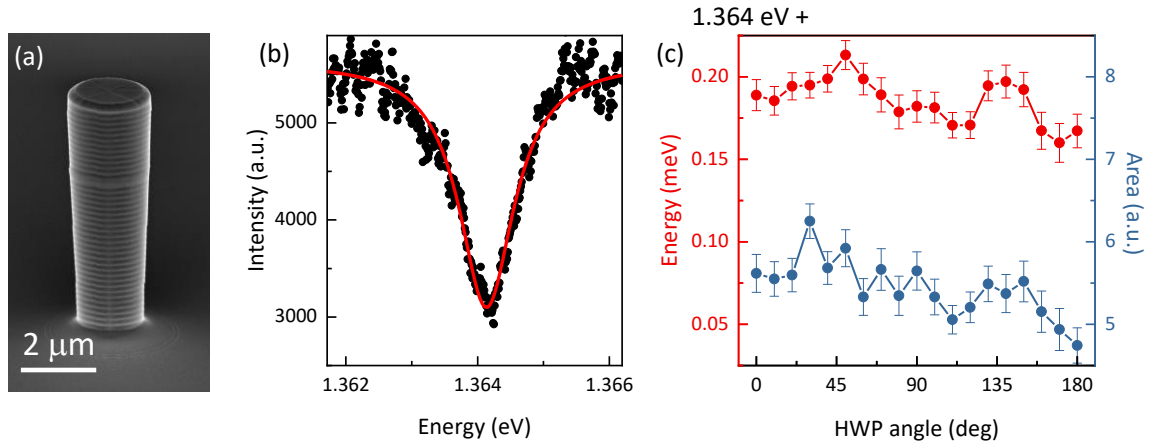 1.364 eV +
(a)
(b)
(c)
2 μm
Intensity (a.u.)
5000
4000
3000
1.362
1.364
1.366
Energy (eV)
Energy (meV)
0.20
0.15
0.10
0.05
8
7
6
5
Area (a.u.)
0
45
90
135
180
HWP angle (deg)